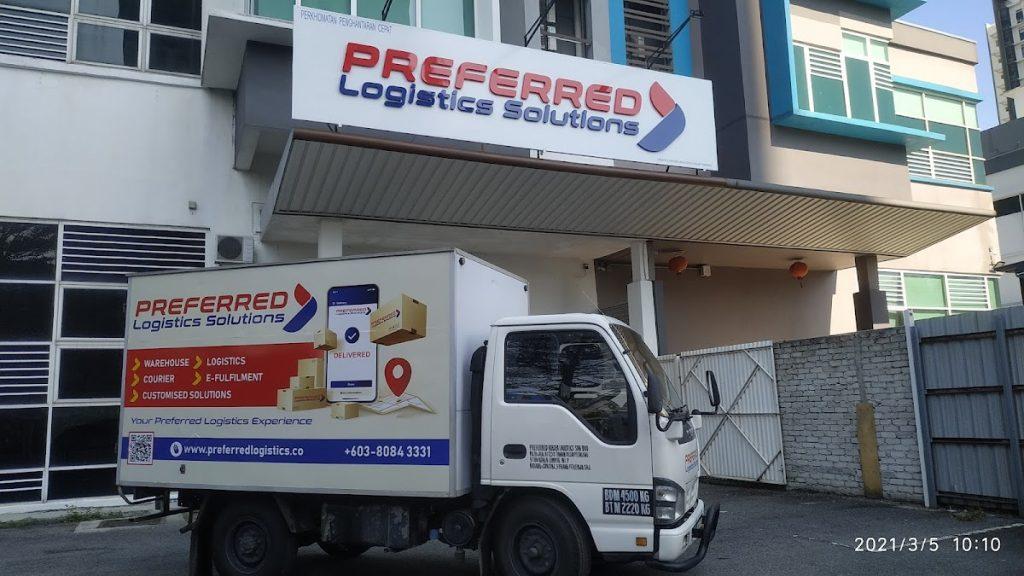 PERKHIDMATAN PENGHANTARAN CEPAT
PREFERRED
Logistics Solutions
PREFERRED
Logistics Solutions
PREFERRED
DELIVERED
WAREHOUSE
LOGISTICS
COURIER
E-FULFILMENT
CUSTOMISED SOLUTIONS
Your Preferred Logistics Experience
www.preferredlogistics.co
+603-8084 3331
BDM 4500 KG
BTM 2220 KG
2021/3/5 10:10